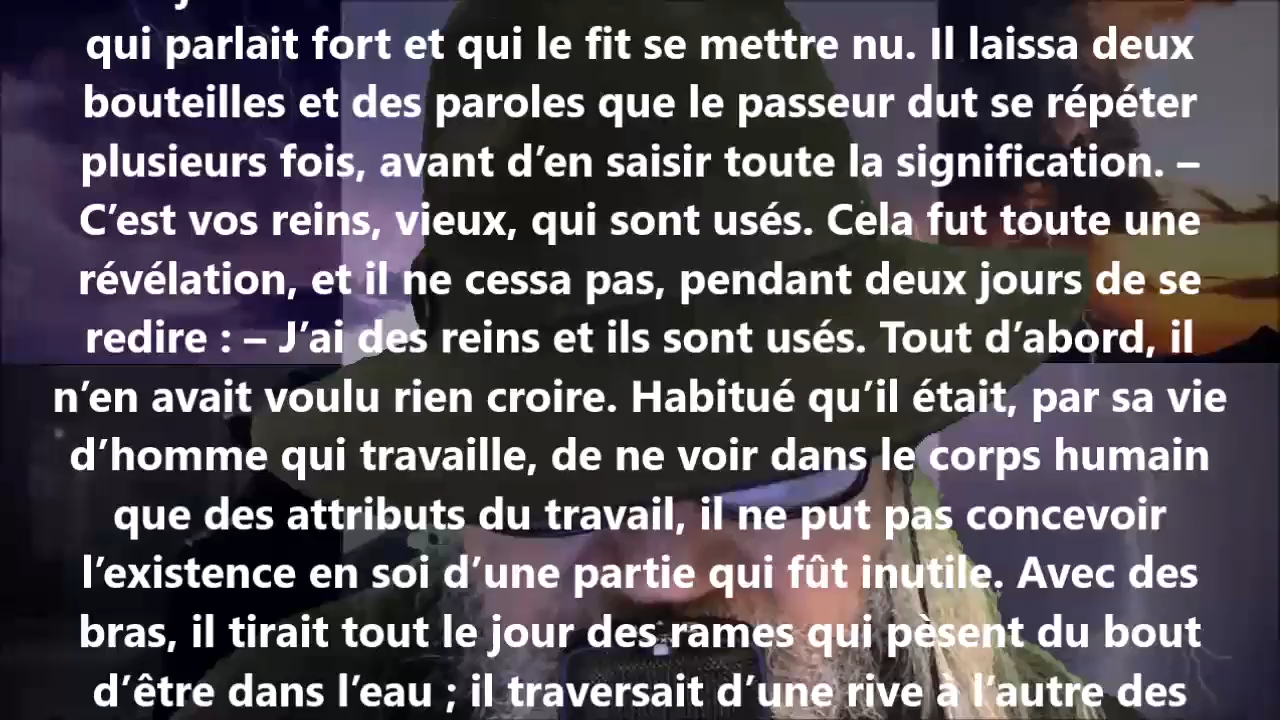 qui parlait fort et qui le fit se mettre nu. Il laissa deux
bouteilles et des paroles que le passeur dut se répéter
plusieurs fois, avant d’en saisir toute la signification. –
C’est vos reins, vieux, qui sont usés. Cela fut toute une
révélation, et il ne cessa pas, pendant deux jours de se
redire : – J’ai des reins et ils sont usés. Tout d’abord, il
n’en avait voulu rien croire. Habitué qu’il était, par sa vie
d’homme qui travaille, de ne voir dans le corps humain
que des attributs du travail, il ne put pas concevoir
l’existence en soi d’une partie qui fût inutile. Avec des
bras, il tirait tout le jour des rames qui pèsent du bout
d’être dans l’eau ; il traversait d’une rive à l’autre des